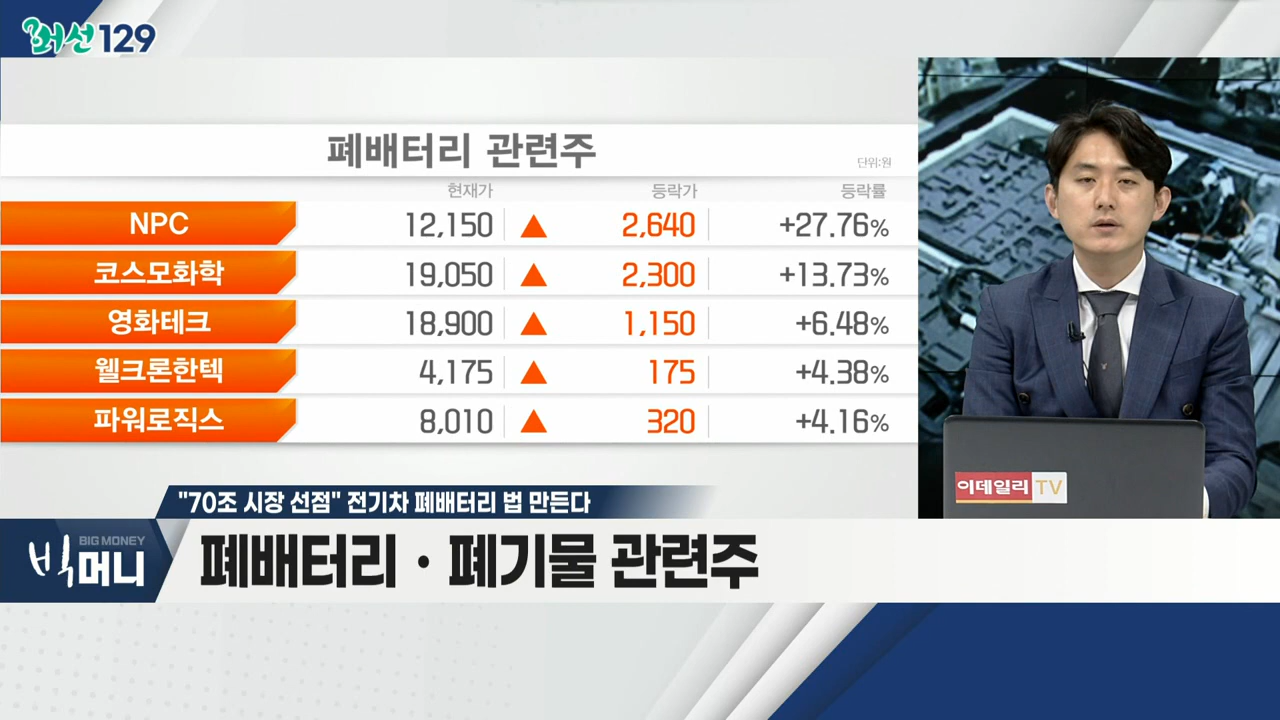 머선129
폐배터리 관련주
단위:원
현재가 등락가 등락률
NPC 12,150 ▲ 2,640 +27.76%
코스모화학 19,050 ▲ 2,300 +13.73%
영화테크 18,900 ▲ 1,150 +6.48%
웰크론한텍 4,175 ▲ 175 +4.38%
파워로직스 8,010 ▲ 320 +4.16%
이데일리TV
"70조 시장 선점" 전기차 폐배터리 법 만든다
BIG MONEY
빅머니
폐배터리·폐기물 관련주